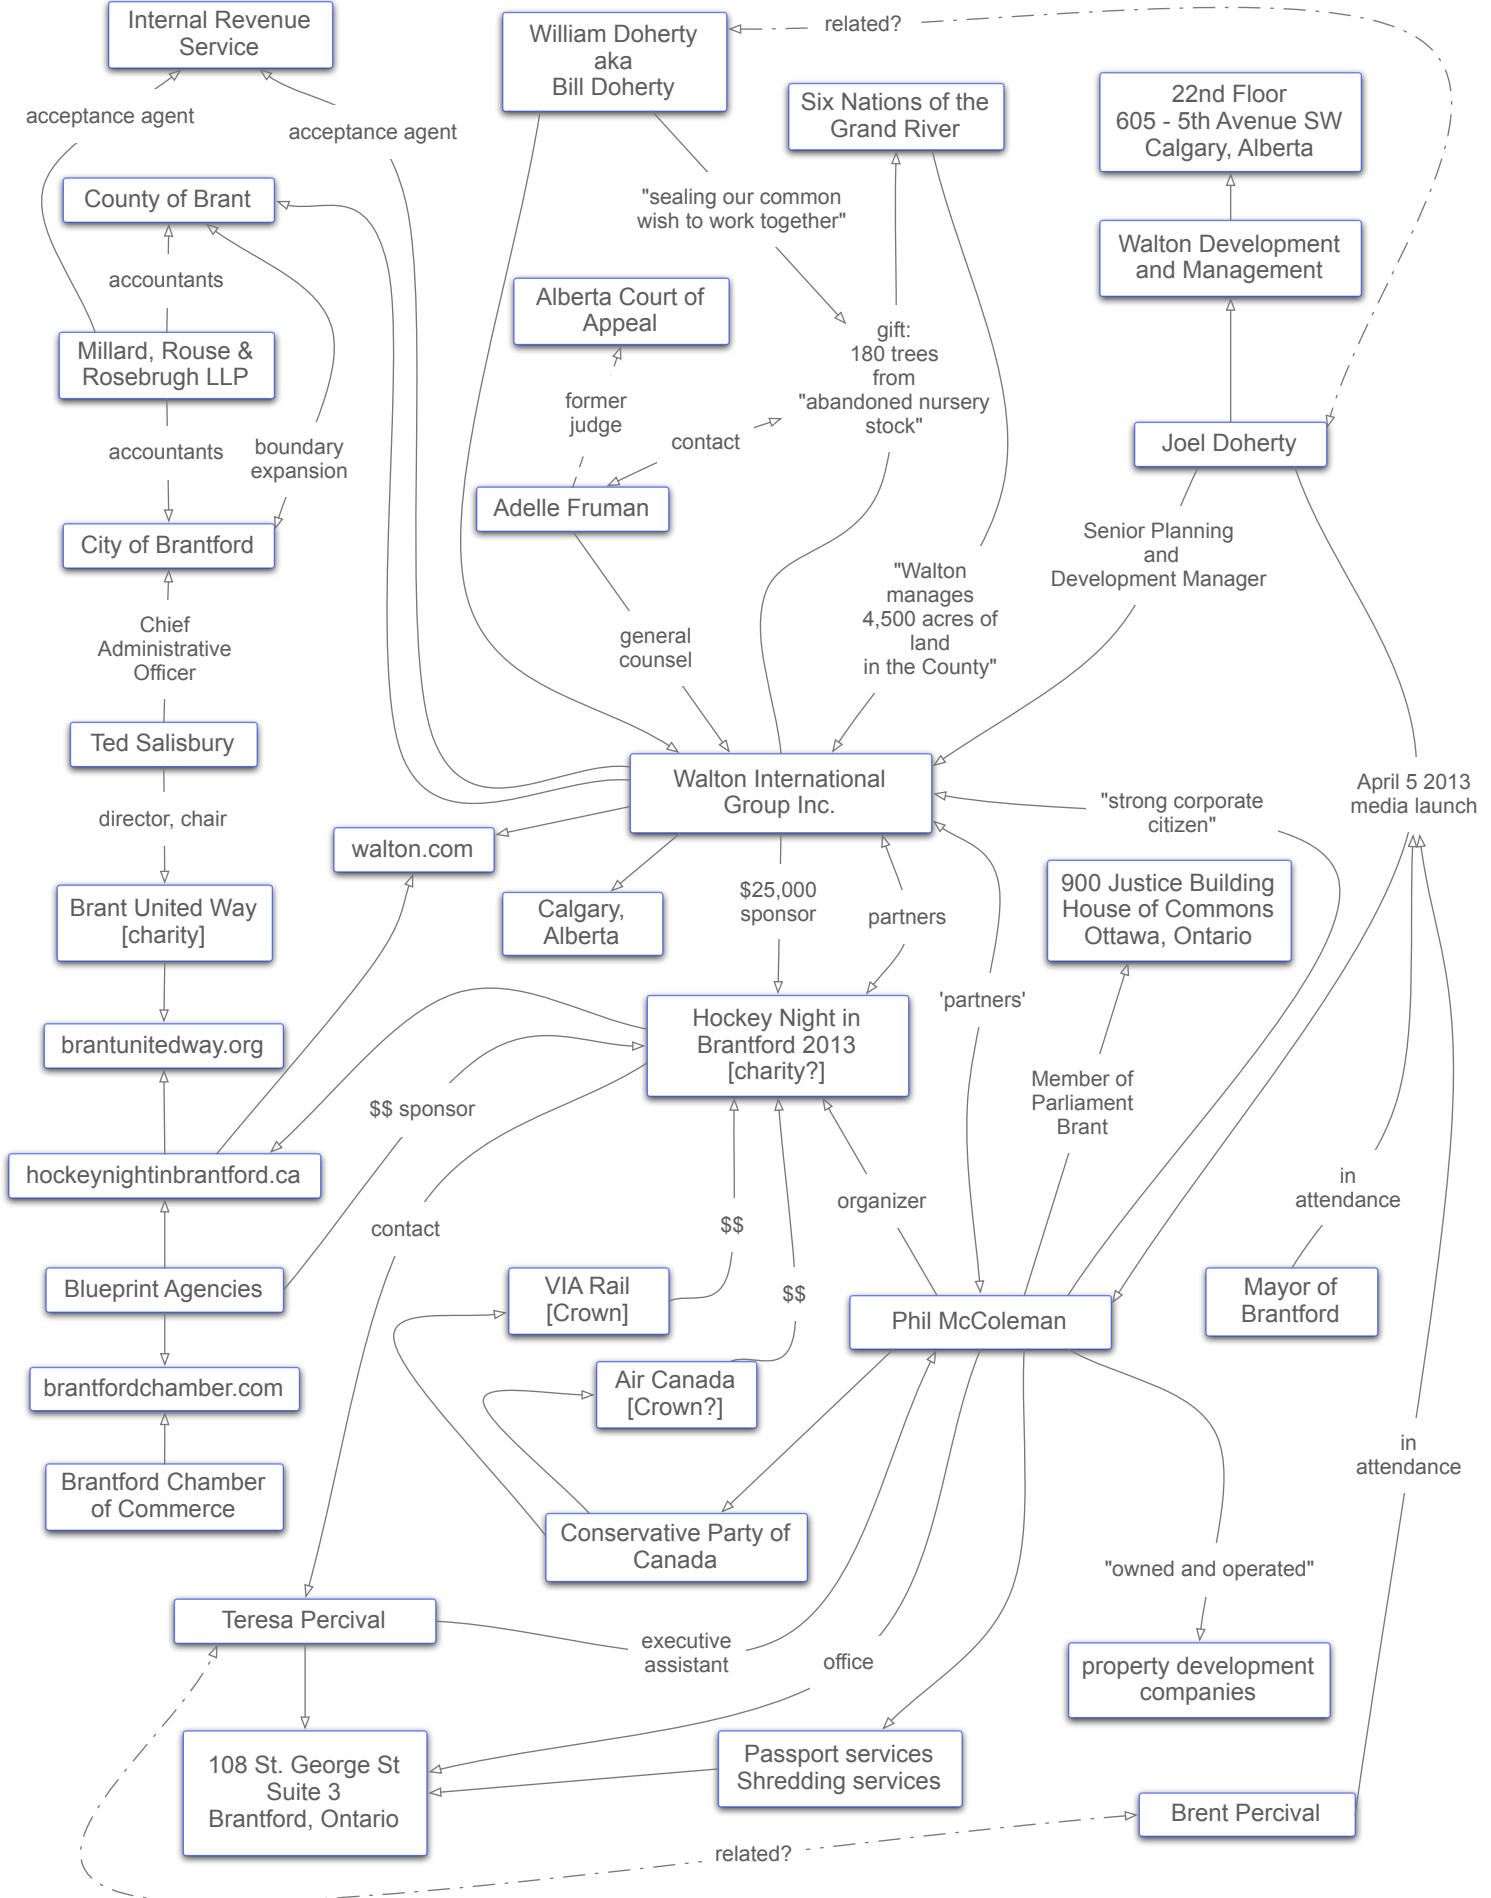 Internal Revenue
Service
William Doherty
aka
Bill Doherty
related?
Six Nations of the
Grand River
22nd Floor
605 - 5th Avenue SW
Calgary, Alberta
acceptance agent
acceptance agent
County of Brant
"sealing our common
wish to work together"
Walton Development
and Management
accountants
Alberta Court of
Appeal
gift:
180 trees
from
"abandoned nursery
stock"
Millard, Rouse &
Rosebrugh LLP
former
judge
contact
Joel Doherty
accountants
boundary
expansion
Adelle Fruman
City of Brantford
Senior Planning
and
Development Manager
"Walton
manages
4,500 acres of
land
in the County"
Chief
Administrative
Officer
general
counsel
Ted Salisbury
Walton International
Group Inc.
April 5 2013
media launch
"strong corporate
citizen"
director, chair
walton.com
Brant United Way
[charity]
Calgary,
Alberta
$25,000
sponsor
partners
900 Justice Building
House of Commons
Ottawa, Ontario
'partners'
brantunitedway.org
Hockey Night in
Brantford 2013
[charity?]
$$ sponsor
Member of
Parliament
Brant
hockeynightinbrantford.ca
organizer
in
attendance
contact
$$
Blueprint Agencies
VIA Rail
[Crown]
$$
Phil McColeman
Mayor of
Brantford
brantfordchamber.com
Air Canada
[Crown?]
in
attendance
Brantford Chamber
of Commerce
Conservative Party of
Canada
"owned and operated"
Teresa Percival
executive
assistant
office
property development
companies
108 St. George St
Suite 3
Brantford, Ontario
Passport services
Shredding services
Brent Percival
related?